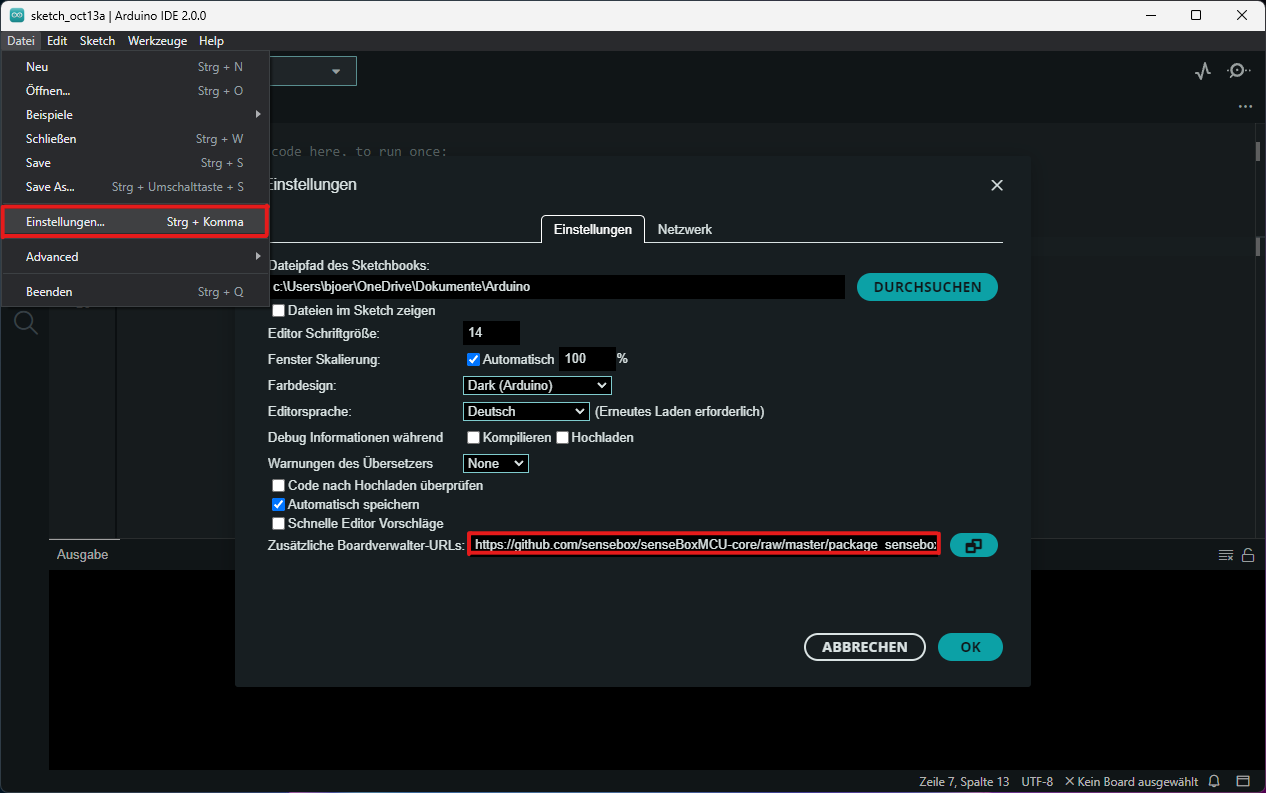 sketch_oct13a | Arduino IDE 2.0.0
Datei Edit Sketch Werkzeuge Help
Neu Strg + N
Öffnen... Strg + O
Beispiele
Schließen Strg + W
Save Strg + S
Save As... Strg + Umschalttaste + S
Einstellungen... Strg + Komma
Advanced
Beenden Strg + Q
code here. to run once:
Einstellungen
Einstellungen Netzwerk
Dateipfad des Sketchbooks:
c:\Users\bjoer\OneDrive\Dokumente\Arduino DURCHSUCHEN
Dateien im Sketch zeigen
Editor Schriftgröße: 14
Fenster Skalierung: Automatisch 100 %
Farbdesign: Dark (Arduino)
Editorsprache: Deutsch (Erneutes Laden erforderlich)
Debug Informationen während Kompilieren Hochladen
Warnungen des Übersetzers None
Code nach Hochladen überprüfen
Automatisch speichern
Schnelle Editor Vorschläge
Zusätzliche Boardverwalter-URLs: https://github.com/sensebox/senseBoxMCU-core/raw/master/package_sensebox
ABBRECHEN OK
Ausgabe
Zeile 7, Spalte 13 UTF-8 Kein Board ausgewählt